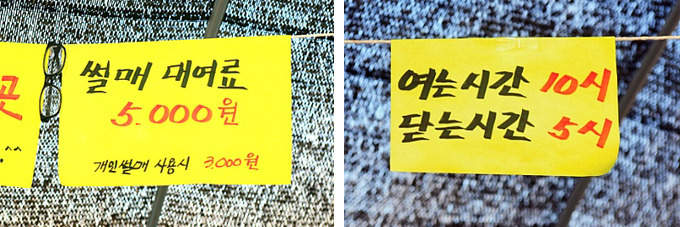 곳
^^
썰매 대여료
5.000원
개인썰매 사용시 3.000원
여는시간 10시
닫는시간 5시